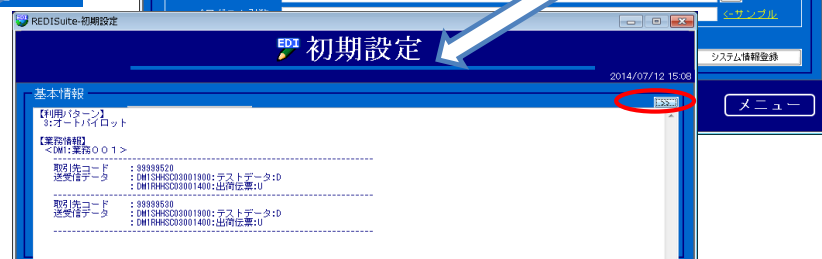 <-サンプル
REDISuite-初期設定
EDI 初期設定
システム情報登録
2014/07/12 15:08
基本情報
>>
メニュー
【利用パターン】
3:オートパイロット
【業務情報】
<DM1:業務００１>
----------------------------------------------------------------
取引先コード : 99999520
送受信データ : DM1SHHSC03001900:テストデータ:D
: DM1RHHSC03001400:出荷伝票:U
----------------------------------------------------------------
取引先コード : 99999530
送受信データ : DM1SHHSC03001900:テストデータ:D
: DM1RHHSC03001400:出荷伝票:U
----------------------------------------------------------------